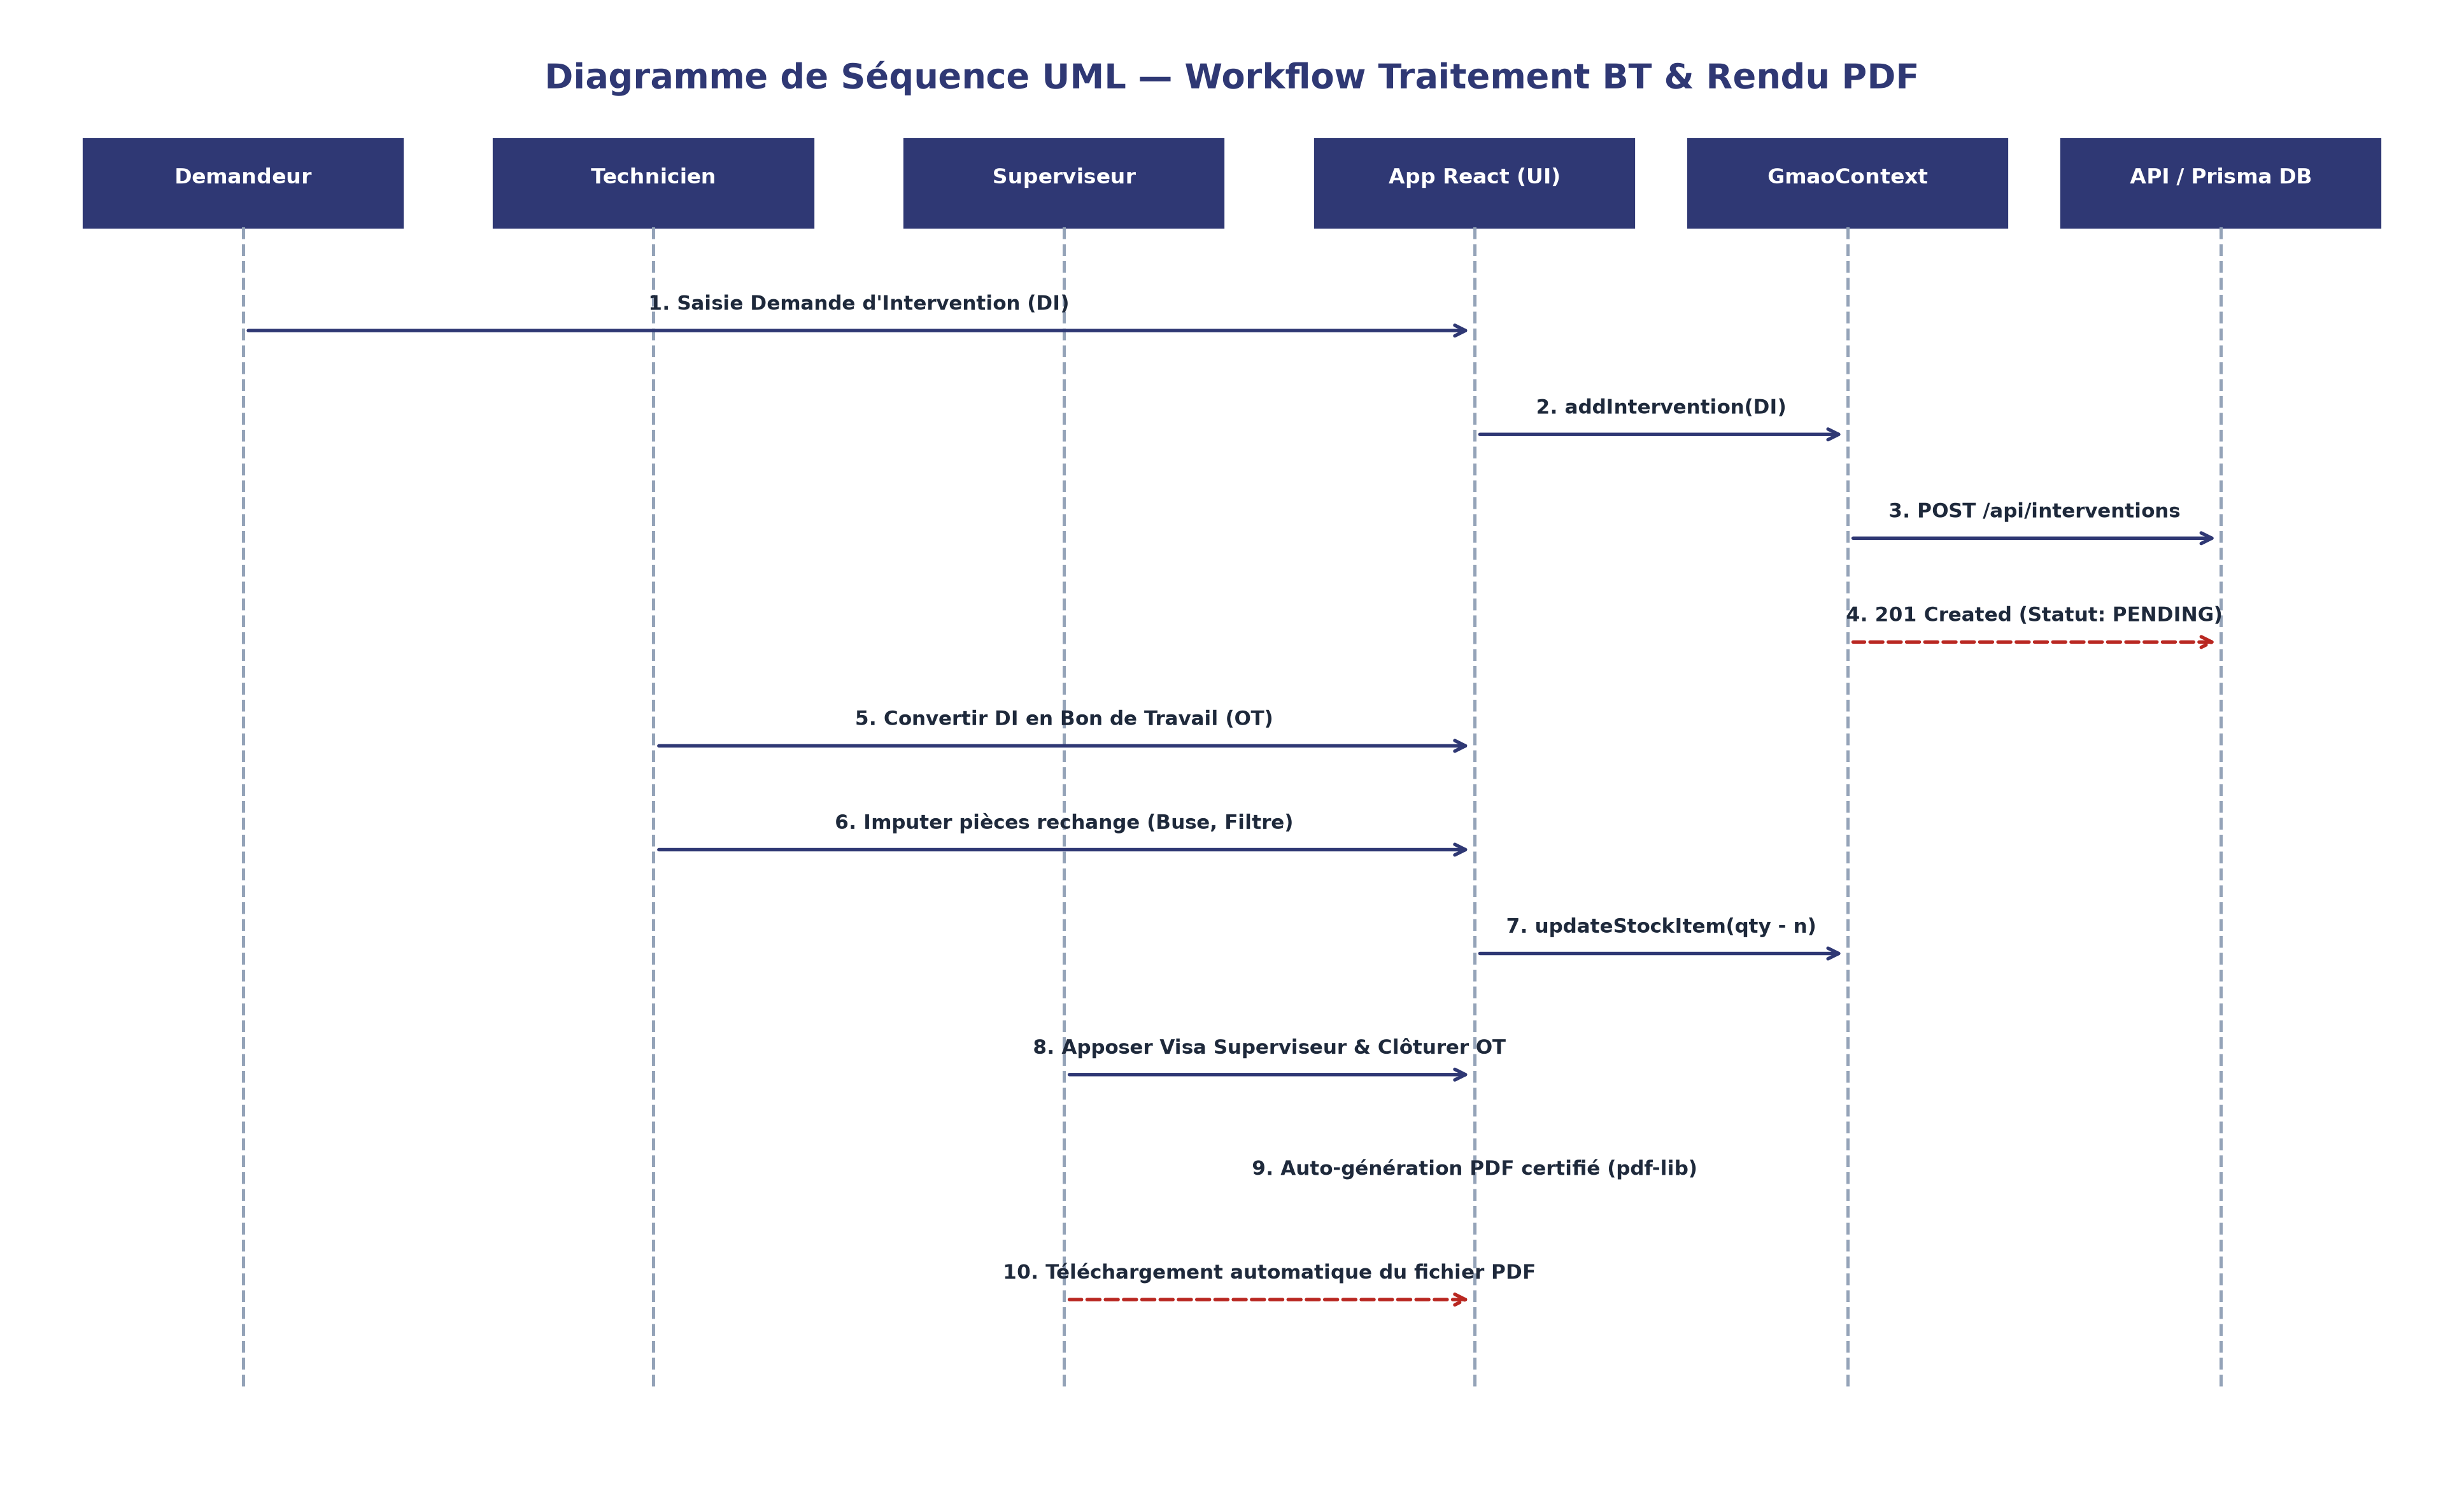 Diagramme de Séquence UML — Workflow Traitement BT & Rendu PDF
Demandeur
Technicien
Superviseur
App React (UI)
GmaoContext
API / Prisma DB
1. Saisie Demande d'Intervention (DI)
2. addIntervention(DI)
3. POST /api/interventions
4. 201 Created (Statut: PENDING)
5. Convertir DI en Bon de Travail (OT)
6. Imputer pièces rechange (Buse, Filtre)
7. updateStockItem(qty - n)
8. Apposer Visa Superviseur & Clôturer OT
9. Auto-génération PDF certifié (pdf-lib)
10. Téléchargement automatique du fichier PDF